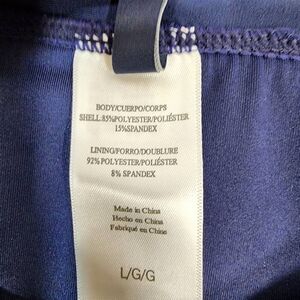 BODY/CUERPO/CORPS
SHELL:85%POLYESTER/POLIÉSTER
15%SPANDEX
LINING/FORRO/DOUBLURE
92%POLYESTER/POLIÉSTER
8% SPANDEX
Made in China
Hecho en China
Fabriqué en China
L/G/G